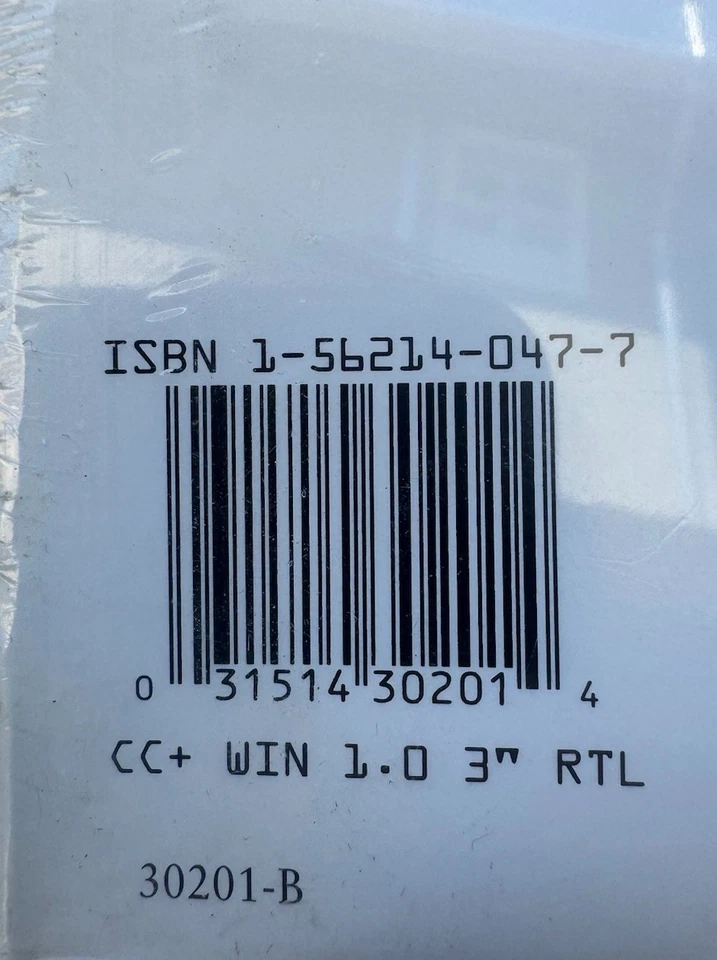 ISBN 1-56214-047-7
0 31514 30201 4
CC+ WIN 1.0 3" RTL
30201-B